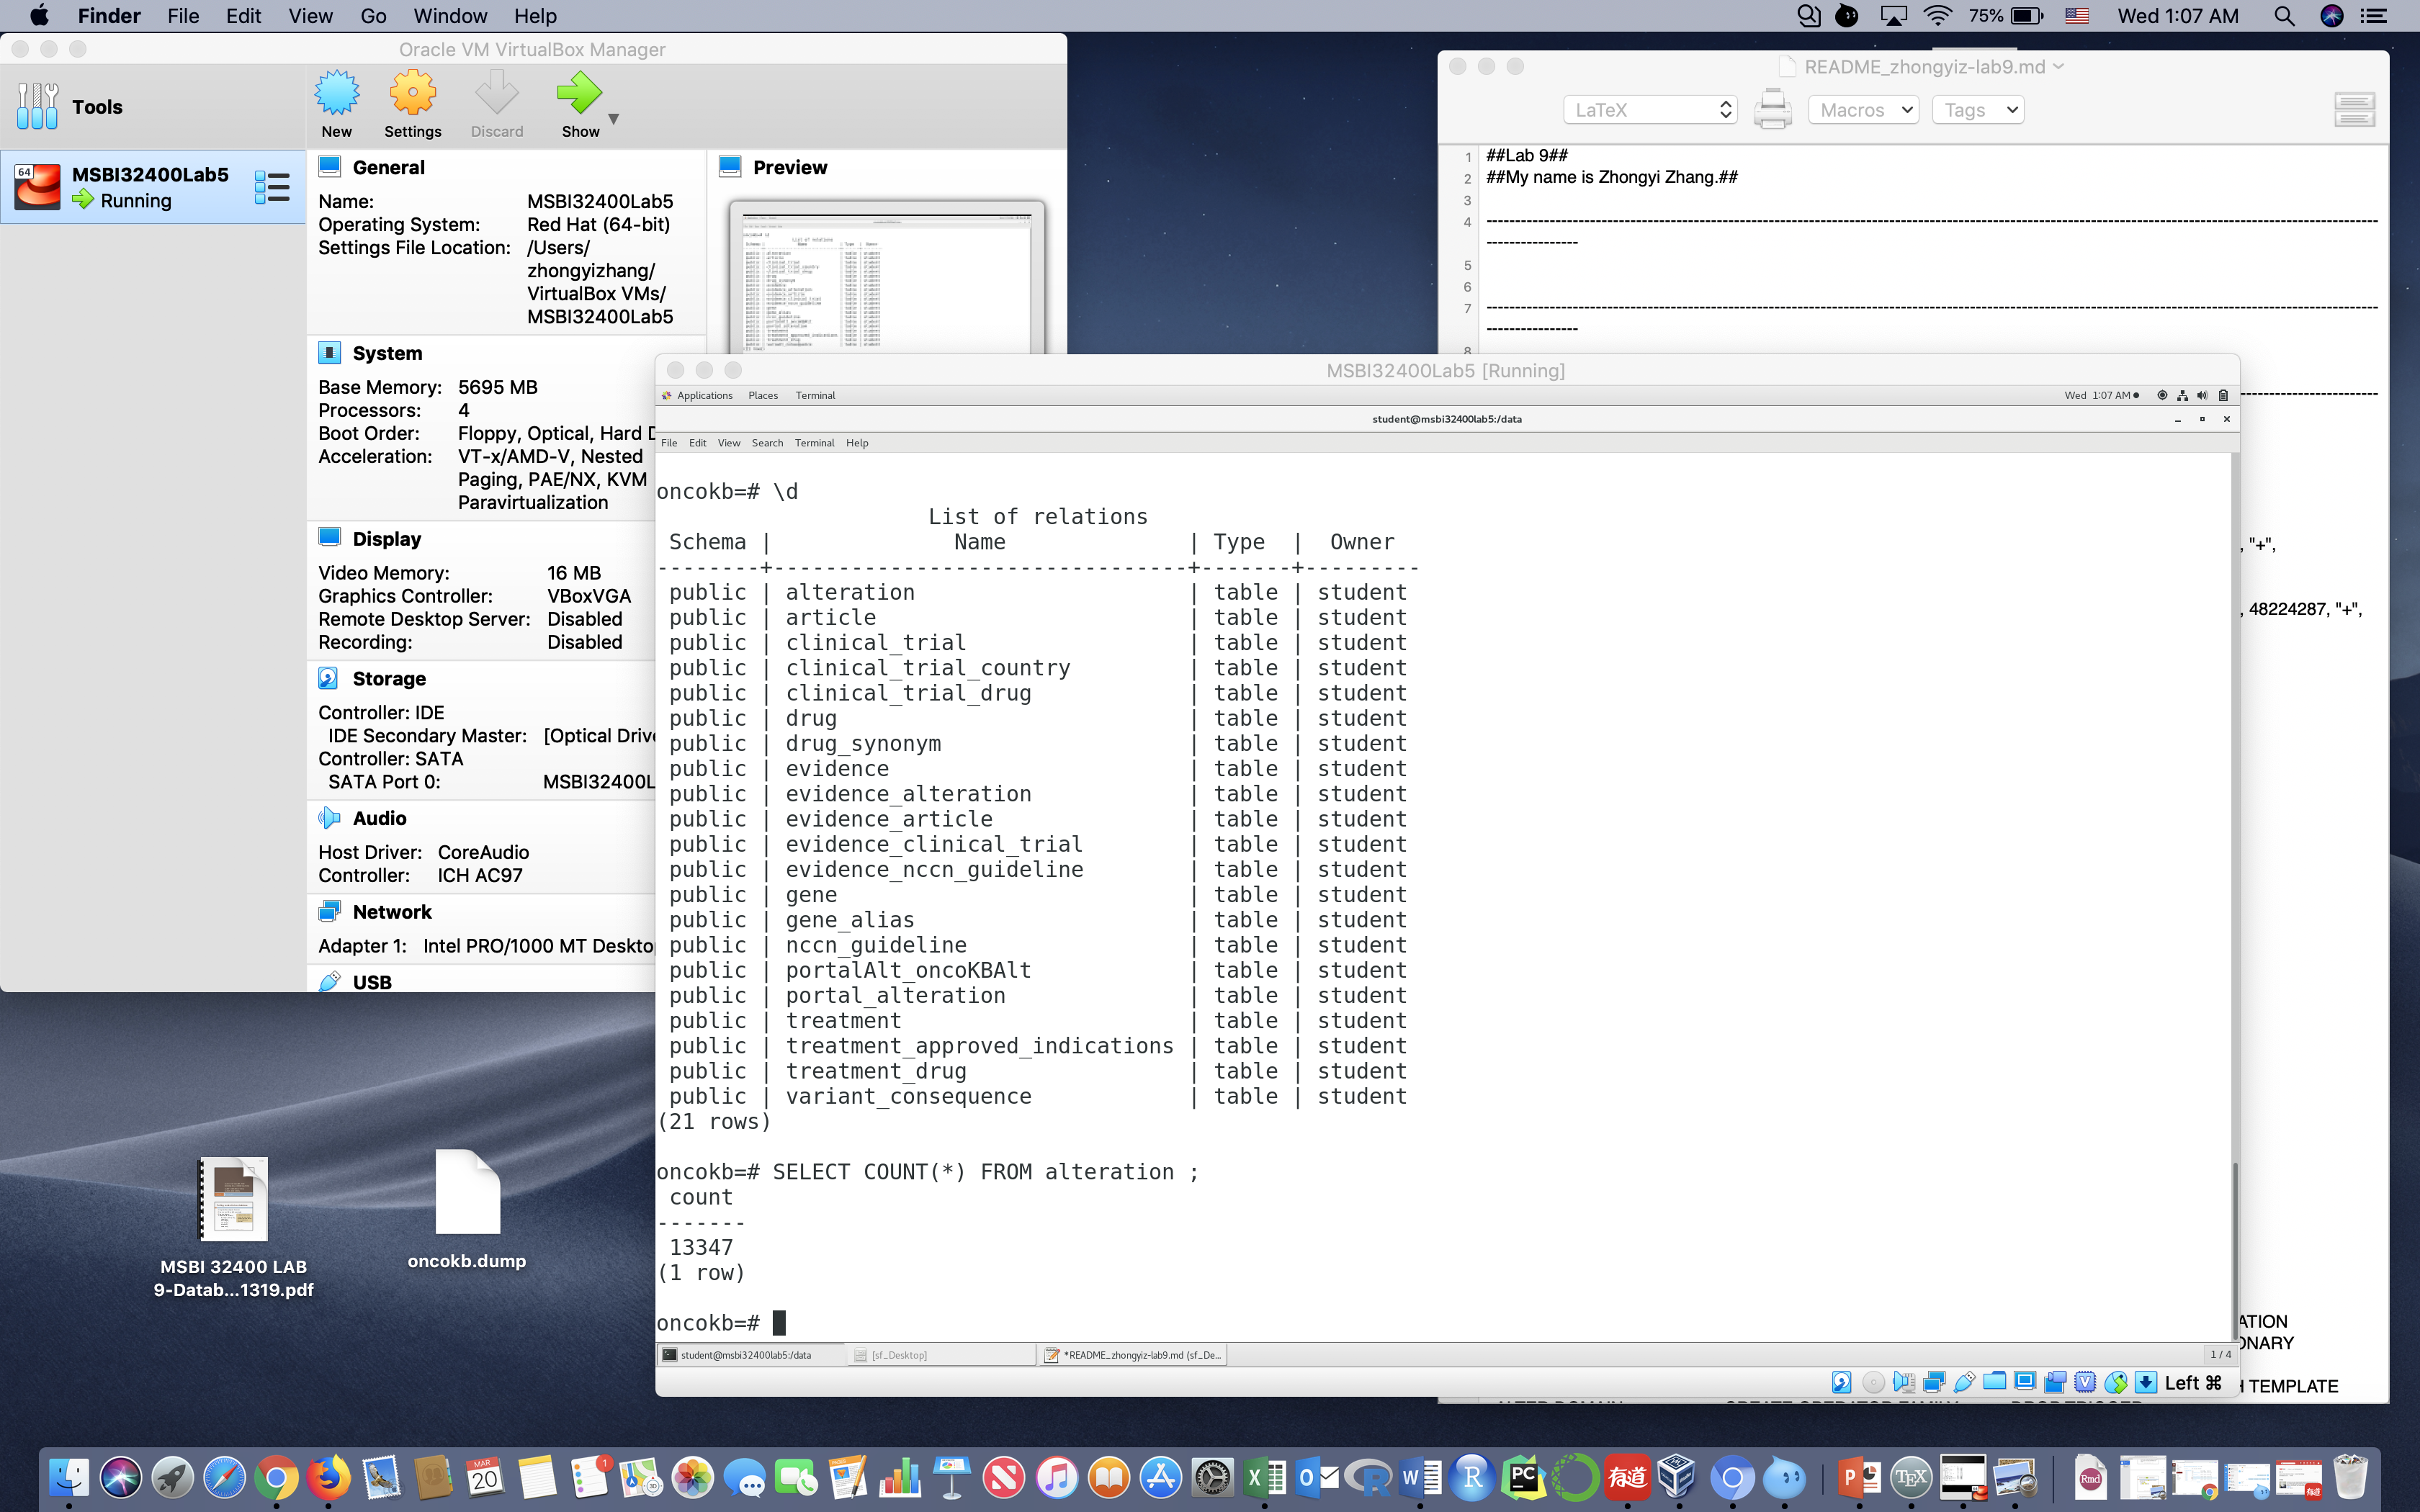 Finder File Edit View Go Window Help 75% Wed 1:07 AM
Oracle VM VirtualBox Manager
Tools
New Settings Discard Show
64
MSBI32400Lab5
Running
General
Name: MSBI32400Lab5
Operating System: Red Hat (64-bit)
Settings File Location: /Users/
zhongyizhang/
VirtualBox VMs/
MSBI32400Lab5
Preview
System
Base Memory: 5695 MB
Processors: 4
Boot Order: Floppy, Optical, Hard D
Acceleration: VT-x/AMD-V, Nested
Paging, PAE/NX, KVM
Paravirtualization
Display
Video Memory: 16 MB
Graphics Controller: VBoxVGA
Remote Desktop Server: Disabled
Recording: Disabled
Storage
Controller: IDE
IDE Secondary Master: [Optical Drive
Controller: SATA
SATA Port 0: MSBI32400L
Audio
Host Driver: CoreAudio
Controller: ICH AC97
Network
Adapter 1: Intel PRO/1000 MT Deskto
USB
README_zhongyiz-lab9.md
LaTeX Macros Tags
1 ##Lab 9##
2 ##My name is Zhongyi Zhang.##
3
4
5
6
7
8
, "+",
, 48224287, "+",
MSBI32400Lab5 [Running]
Applications Places Terminal Wed 1:07 AM
student@msbi32400lab5:/data
File Edit View Search Terminal Help
oncokb=# \d
List of relations
Schema | Name | Type | Owner
--------+--------------------------------+-------+---------
public | alteration | table | student
public | article | table | student
public | clinical_trial | table | student
public | clinical_trial_country | table | student
public | clinical_trial_drug | table | student
public | drug | table | student
public | drug_synonym | table | student
public | evidence | table | student
public | evidence_alteration | table | student
public | evidence_article | table | student
public | evidence_clinical_trial | table | student
public | evidence_nccn_guideline | table | student
public | gene | table | student
public | gene_alias | table | student
public | nccn_guideline | table | student
public | portalAlt_oncoKBAlt | table | student
public | portal_alteration | table | student
public | treatment | table | student
public | treatment_approved_indications | table | student
public | treatment_drug | table | student
public | variant_consequence | table | student
(21 rows)
oncokb=# SELECT COUNT(*) FROM alteration ;
count
-------
13347
(1 row)
oncokb=#
student@msbi32400lab5:/data [sf_Desktop] *README_zhongyiz-lab9.md (sf_De... 1 / 4
Left ⌘
ATION
ONARY
H TEMPLATE
MSBI 32400 LAB
9-Datab...1319.pdf
oncokb.dump
MAR
20
1
PC
有道
TEX
Rmd